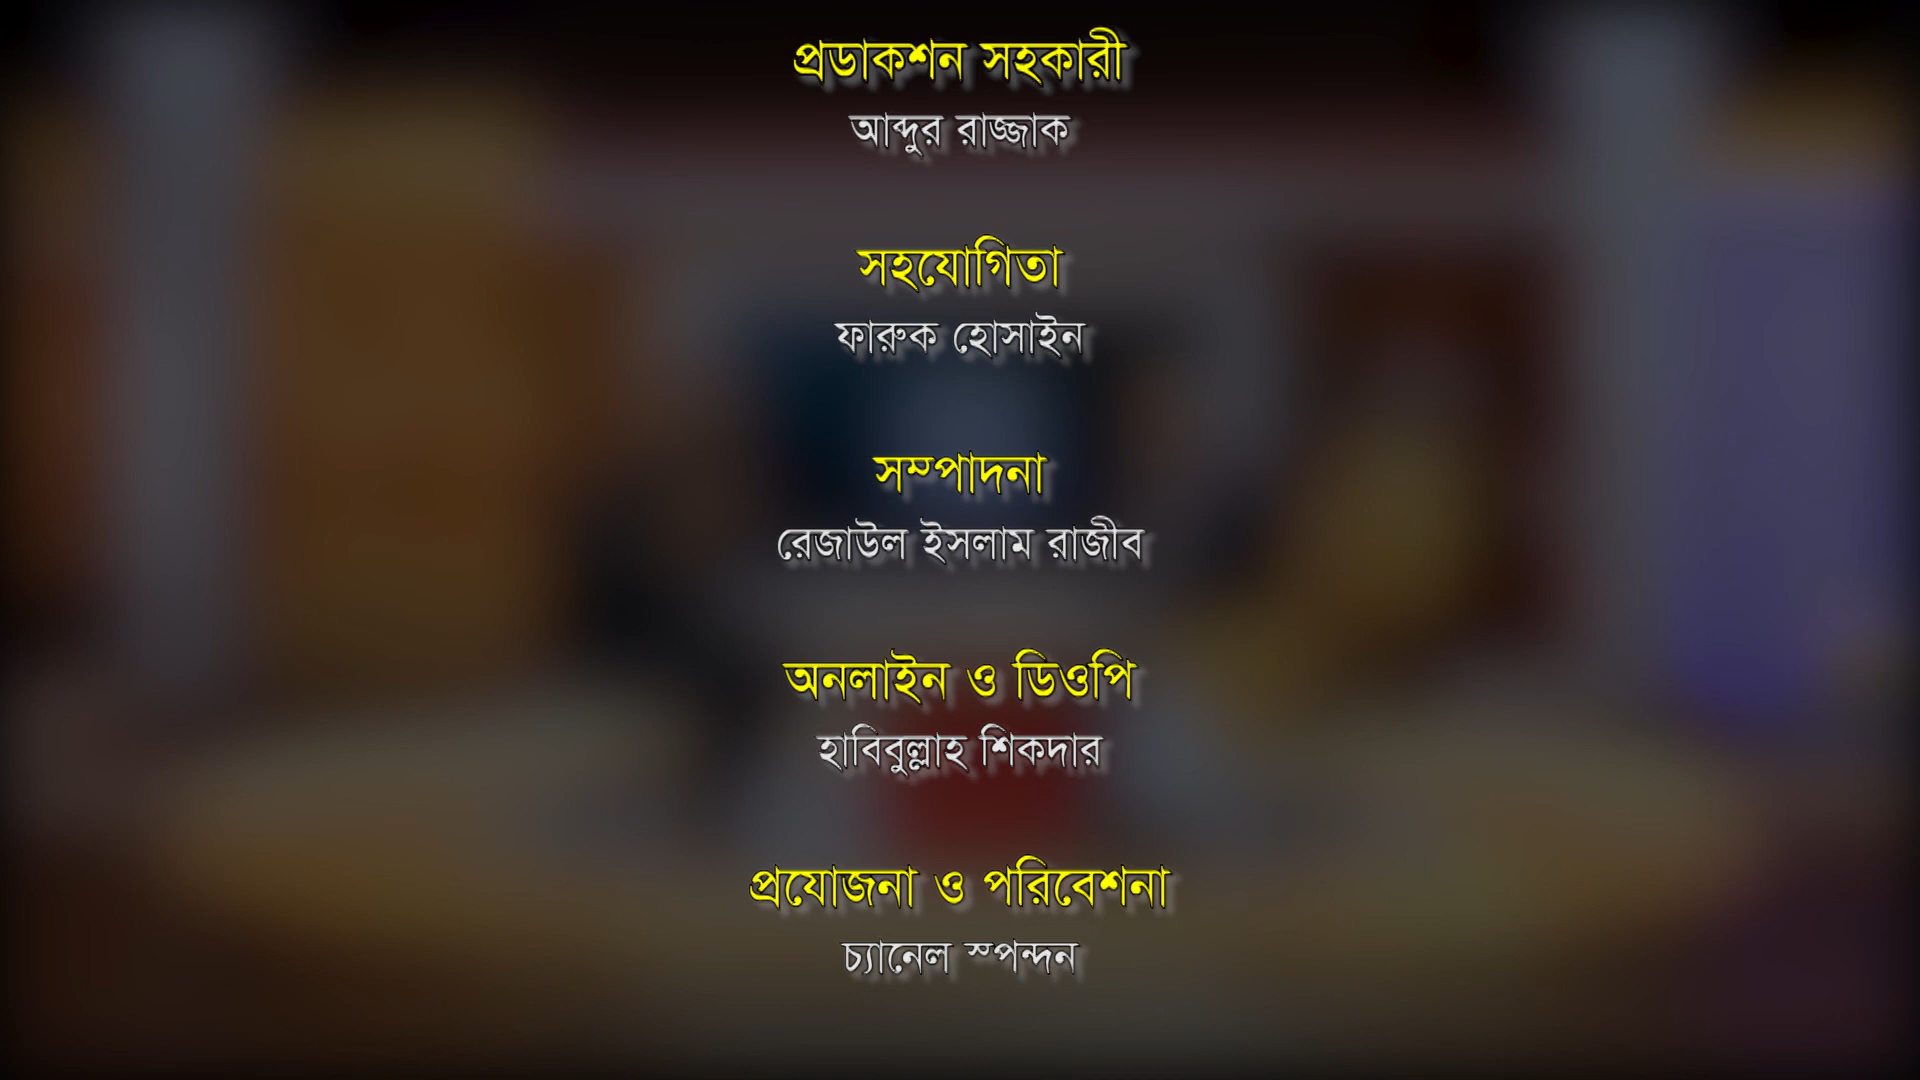 প্রডাকশন সহকারী
আব্দুর রাজ্জাক
সহযোগিতা
ফারুক হোসাইন
সম্পাদনা
রেজাউল ইসলাম রাজীব
অনলাইন ও ডিওপি
হাবিবুল্লাহ শিকদার
প্রযোজনা ও পরিবেশনা
চ্যানেল স্পন্দন